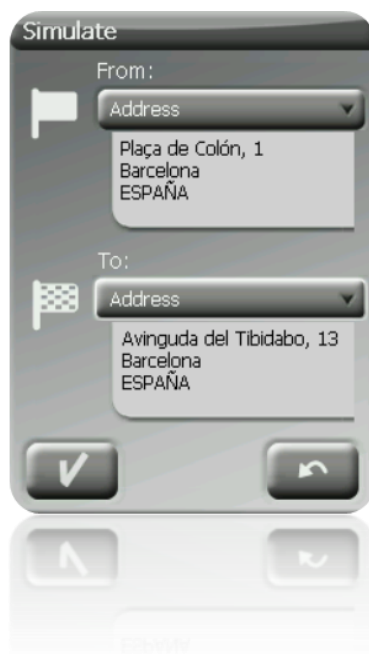 Simulate
From:
Address
Plaça de Colón, 1
Barcelona
ESPAÑA
To:
Address
Avinguda del Tibidabo, 13
Barcelona
ESPAÑA